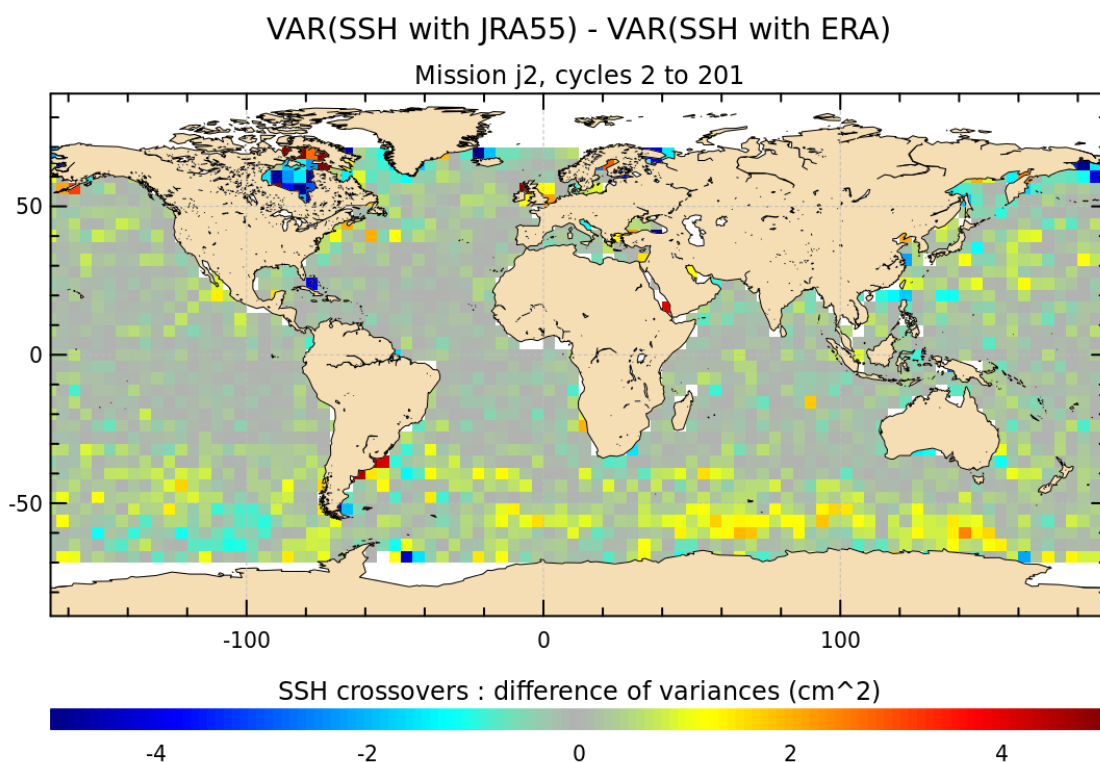 VAR(SSH with JRA55) - VAR(SSH with ERA)
Mission j2, cycles 2 to 201
50
0
-50
-100 0 100
SSH crossovers : difference of variances (cm^2)
-4 -2 0 2 4